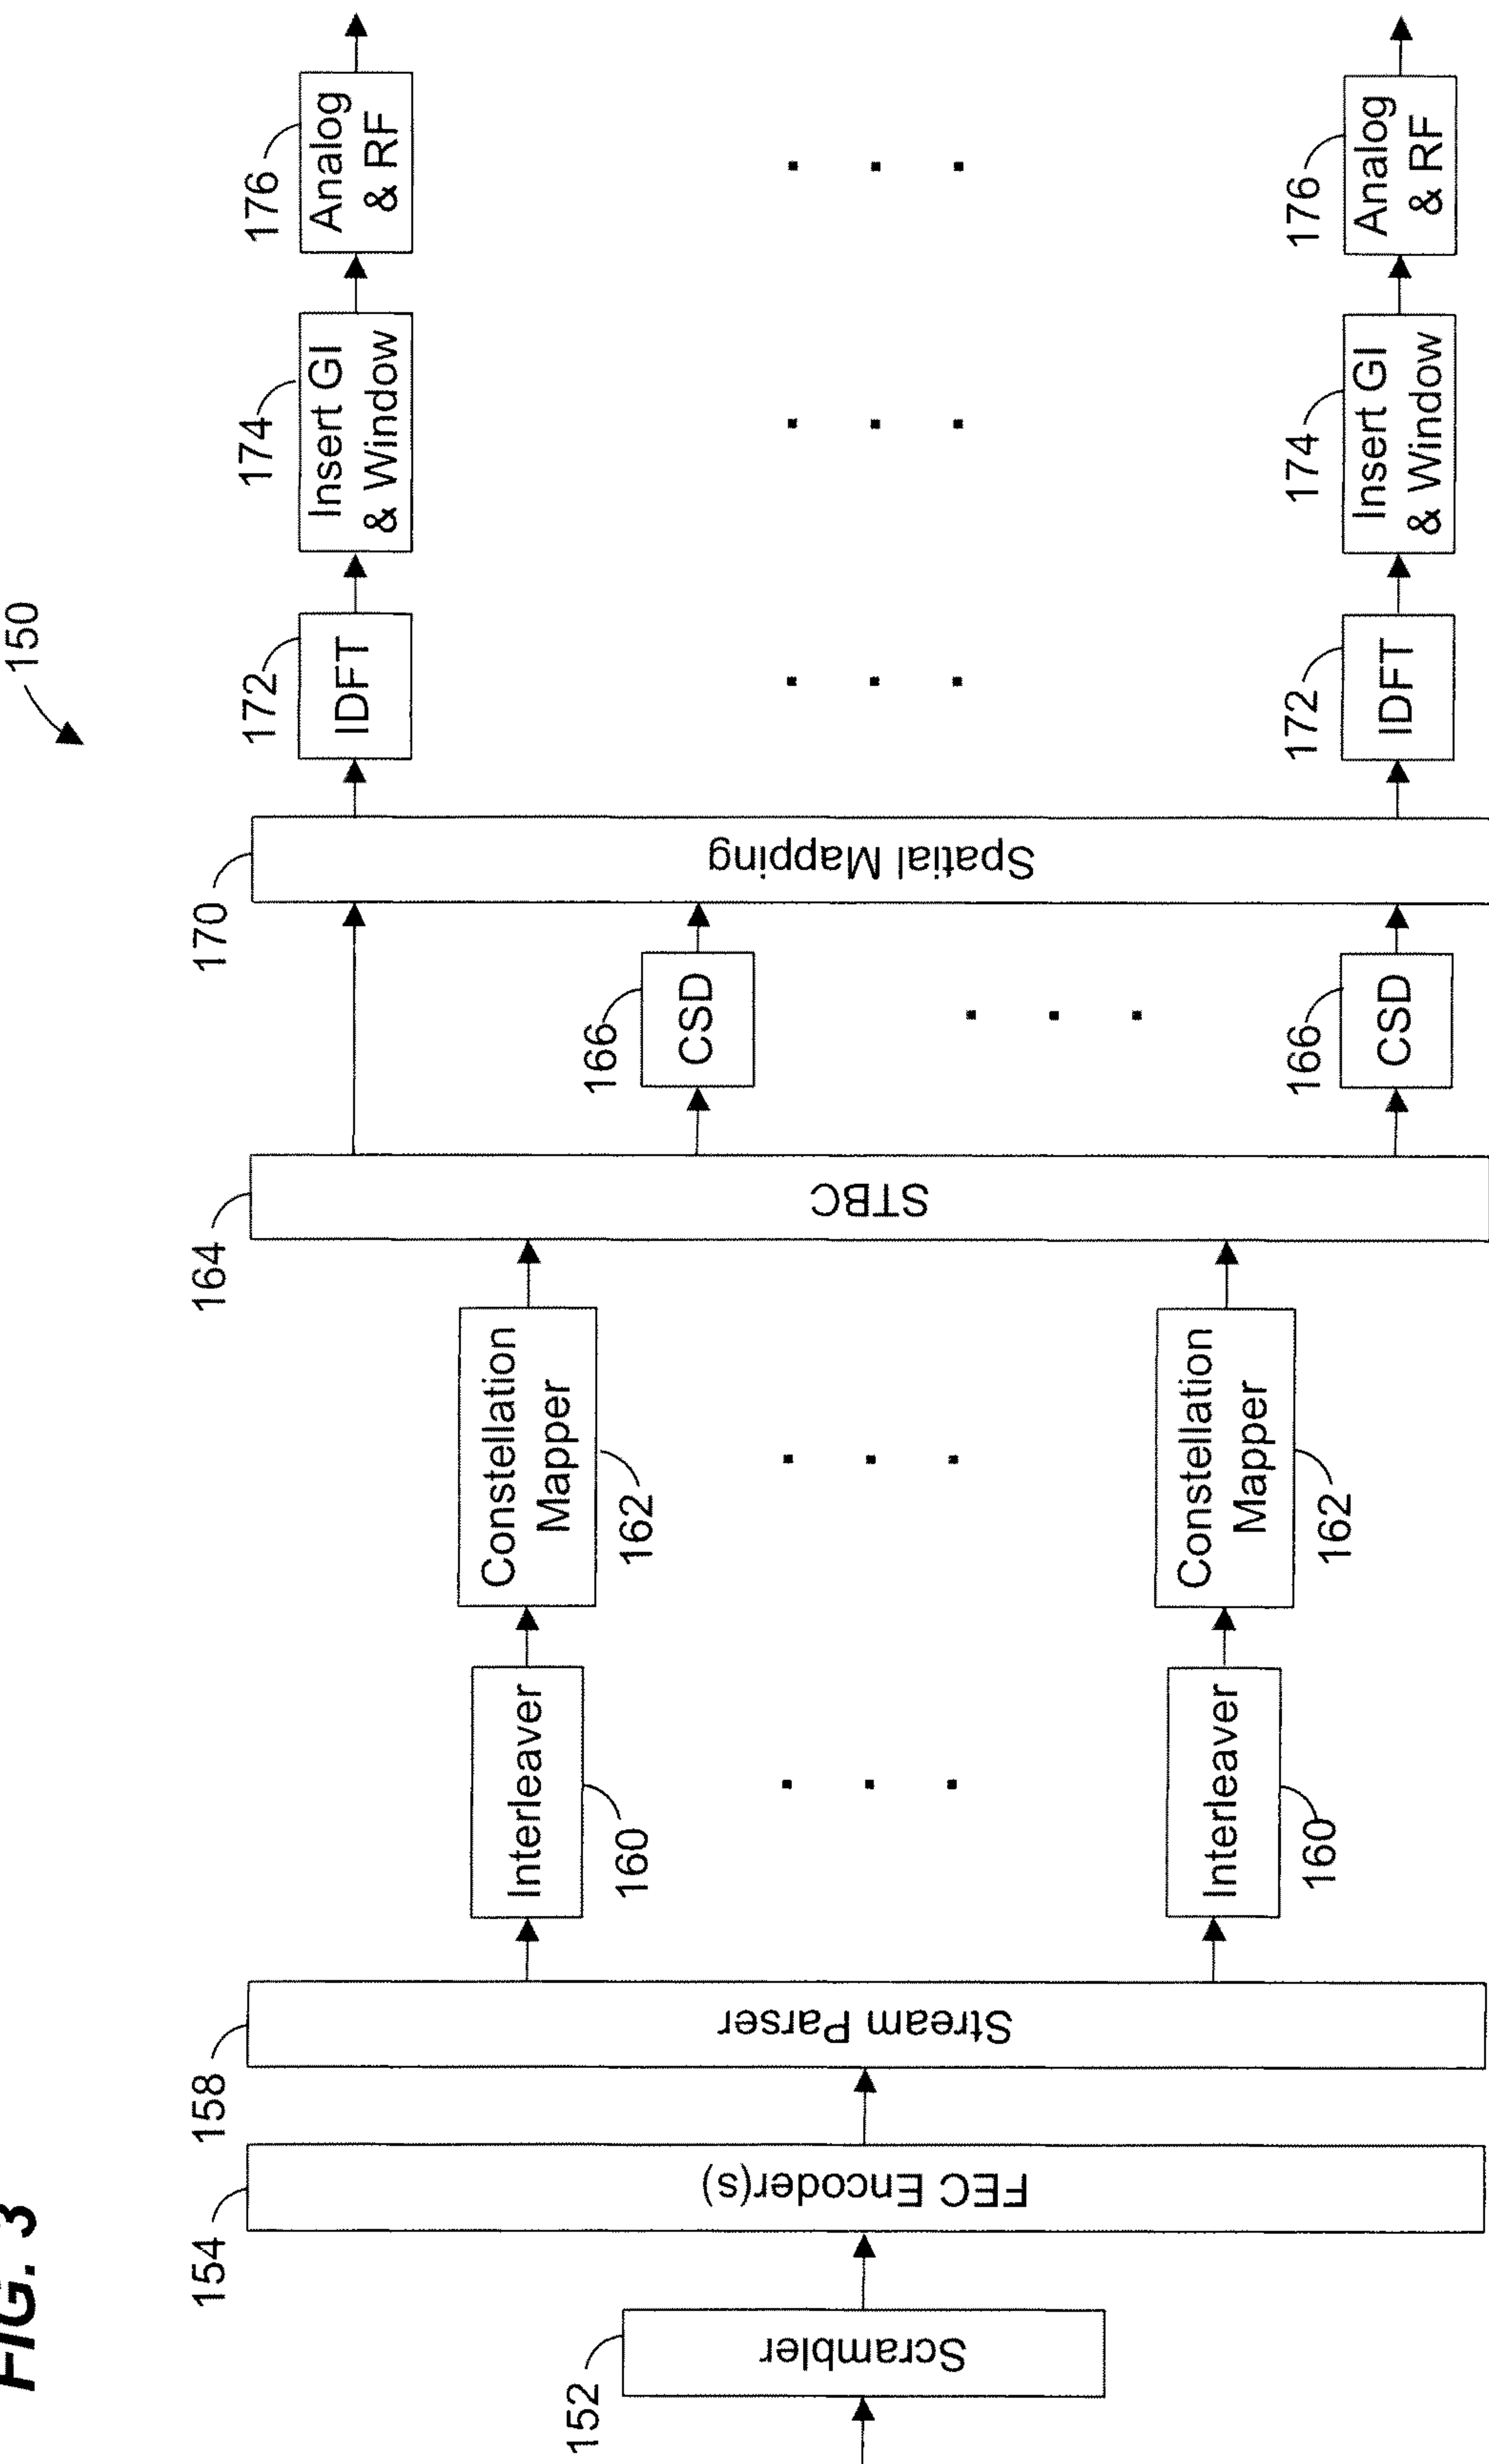 FIG. 3
150
152
Scrambler
154
FEC Encoder(s)
158
Stream Parser
Interleaver
160
Constellation
Mapper
162
Interleaver
160
Constellation
Mapper
162
164
STBC
166
CSD
166
CSD
170
Spatial Mapping
172
IDFT
174
Insert GI
& Window
176
Analog
& RF
172
IDFT
174
Insert GI
& Window
176
Analog
& RF